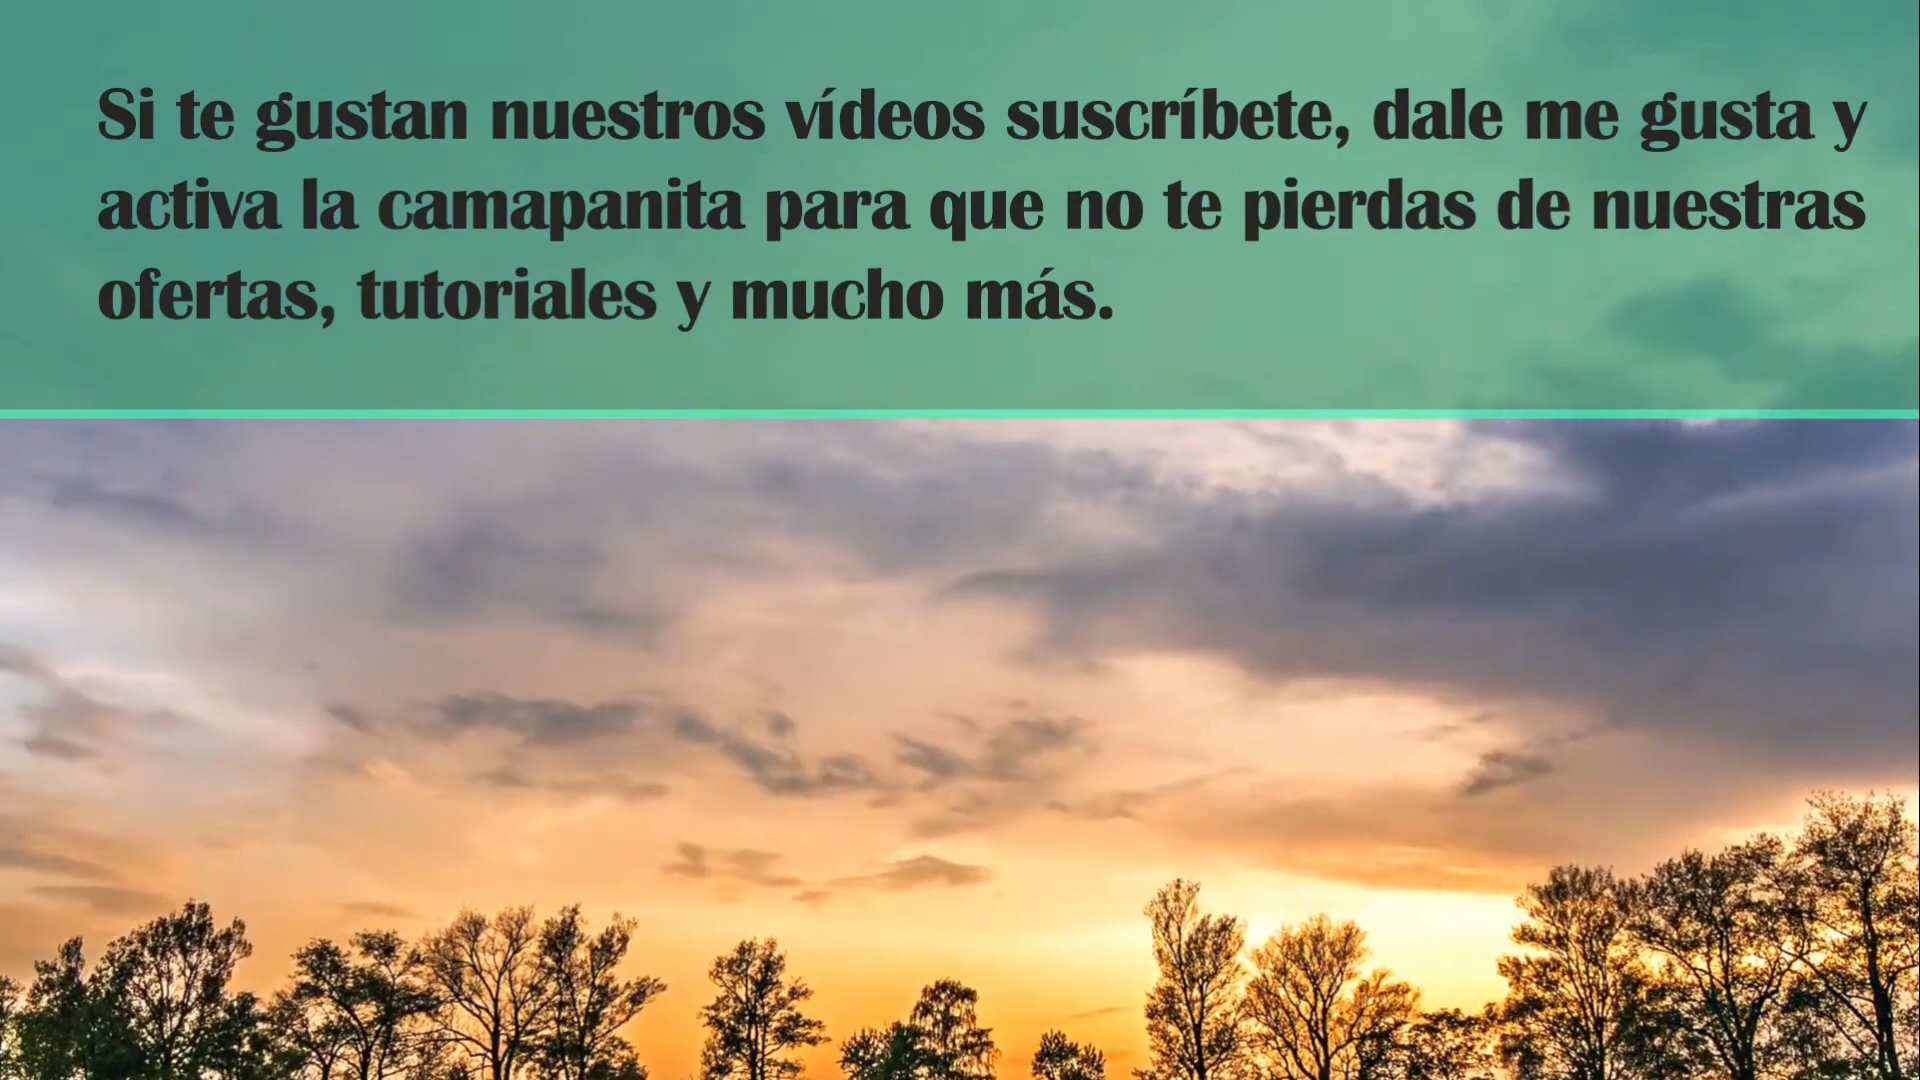 Si te gustan nuestros vídeos suscríbete, dale me gusta y
activa la camapanita para que no te pierdas de nuestras
ofertas, tutoriales y mucho más.